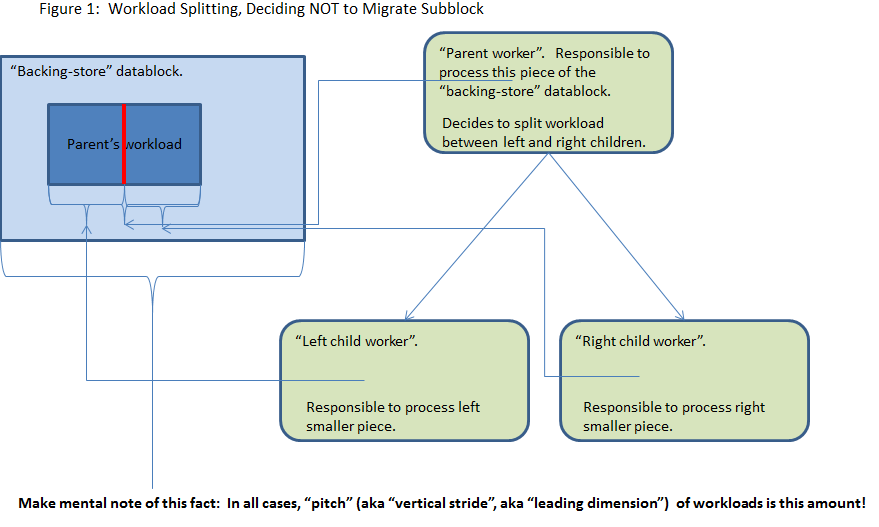 Figure 1:  Workload Splitting, Deciding NOT to Migrate Subblock
“Backing-store” datablock.
Parent’s workload
“Parent worker”.   Responsible to
process this piece of the
“backing-store” datablock.
Decides to split workload
between left and right children.
“Left child worker”.
Responsible to process left
smaller piece.
“Right child worker”.
Responsible to process right
smaller piece.
Make mental note of this fact:  In all cases, “pitch” (aka “vertical stride”, aka “leading dimension”)  of workloads is this amount!